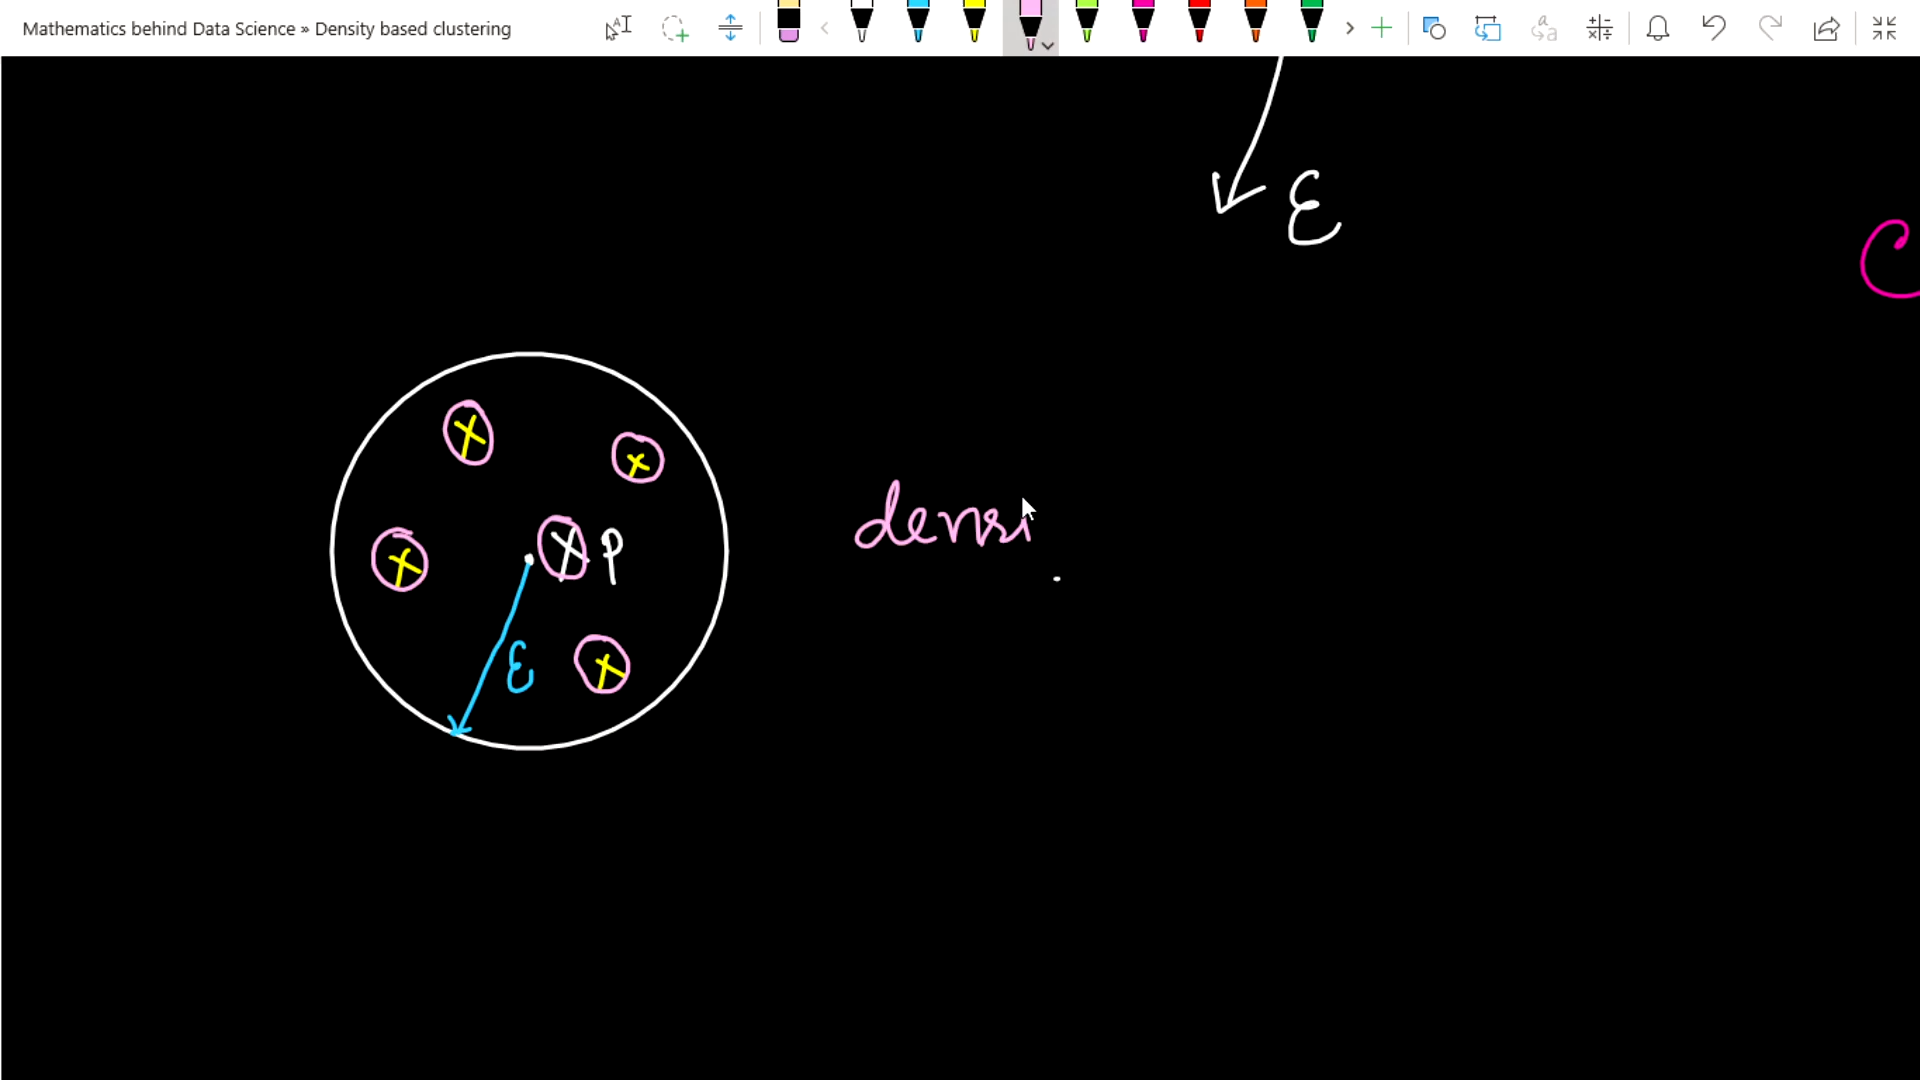 Mathematics behind Data Science » Density based clustering
ε
C
X
x
X
X P
densi
ε
X